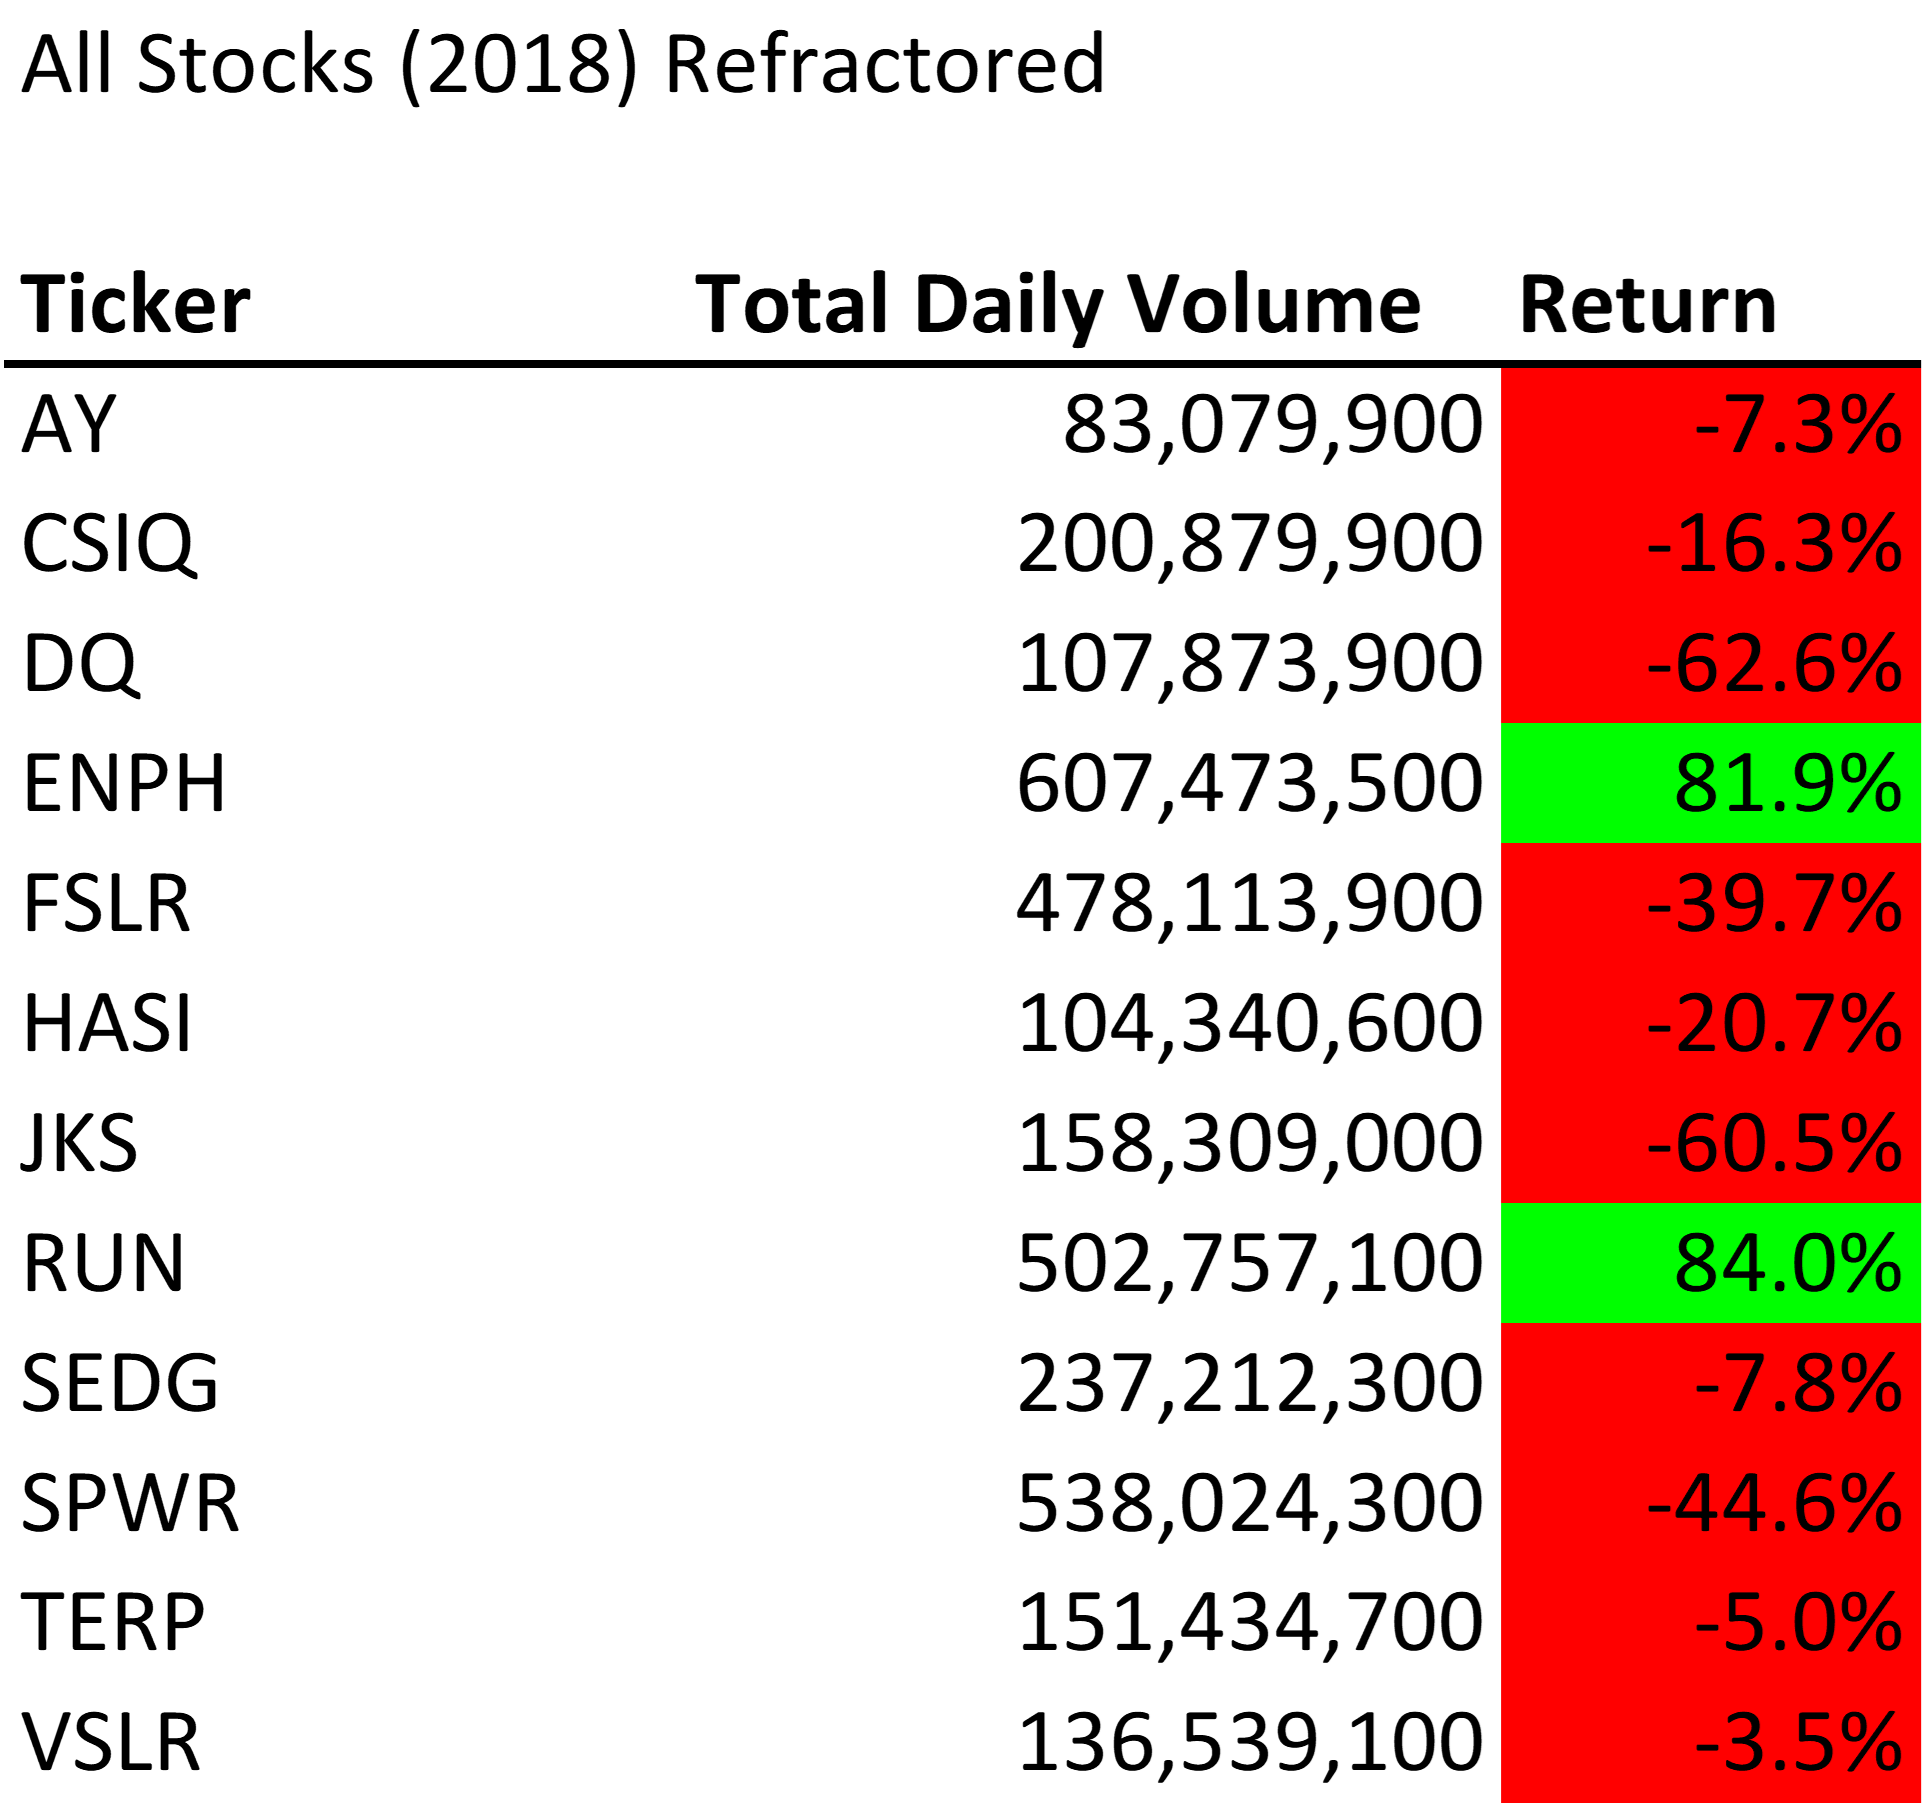 All Stocks (2018) Refractored
Ticker Total Daily Volume Return
AY 83,079,900 -7.3%
CSIQ 200,879,900 -16.3%
DQ 107,873,900 -62.6%
ENPH 607,473,500 81.9%
FSLR 478,113,900 -39.7%
HASI 104,340,600 -20.7%
JKS 158,309,000 -60.5%
RUN 502,757,100 84.0%
SEDG 237,212,300 -7.8%
SPWR 538,024,300 -44.6%
TERP 151,434,700 -5.0%
VSLR 136,539,100 -3.5%